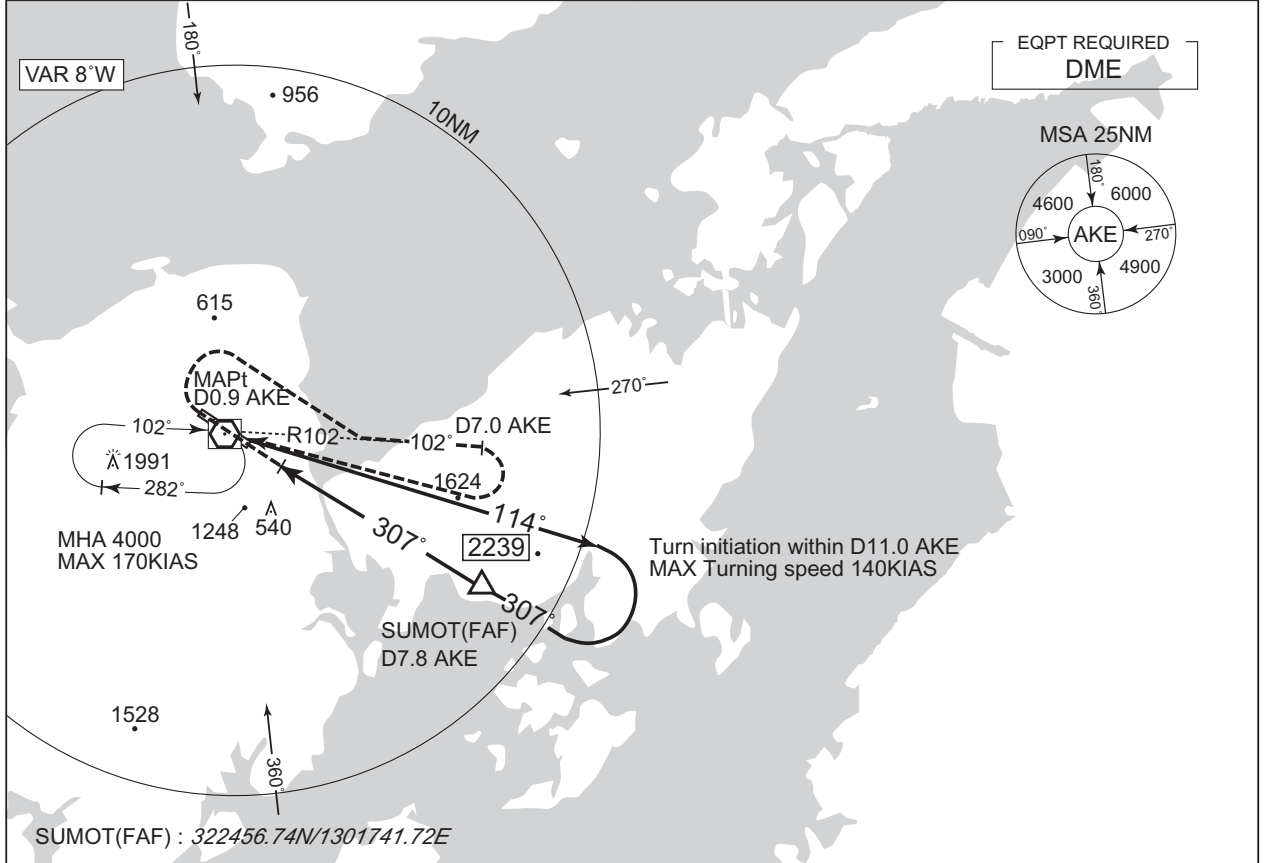 180°
VAR 8°W
956
10NM
EQPT REQUIRED
DME
MSA 25NM
180°
4600
6000
090°
AKE
270°
3000
4900
360°
615
MAPt
D0.9 AKE
270°
102°
R102
102°
D7.0 AKE
1991
282°
1624
114°
1248
540
307°
2239
MHA 4000
MAX 170KIAS
Turn initiation within D11.0 AKE
MAX Turning speed 140KIAS
307°
SUMOT(FAF)
D7.8 AKE
1528
360°
SUMOT(FAF) : 322456.74N/1301741.72E